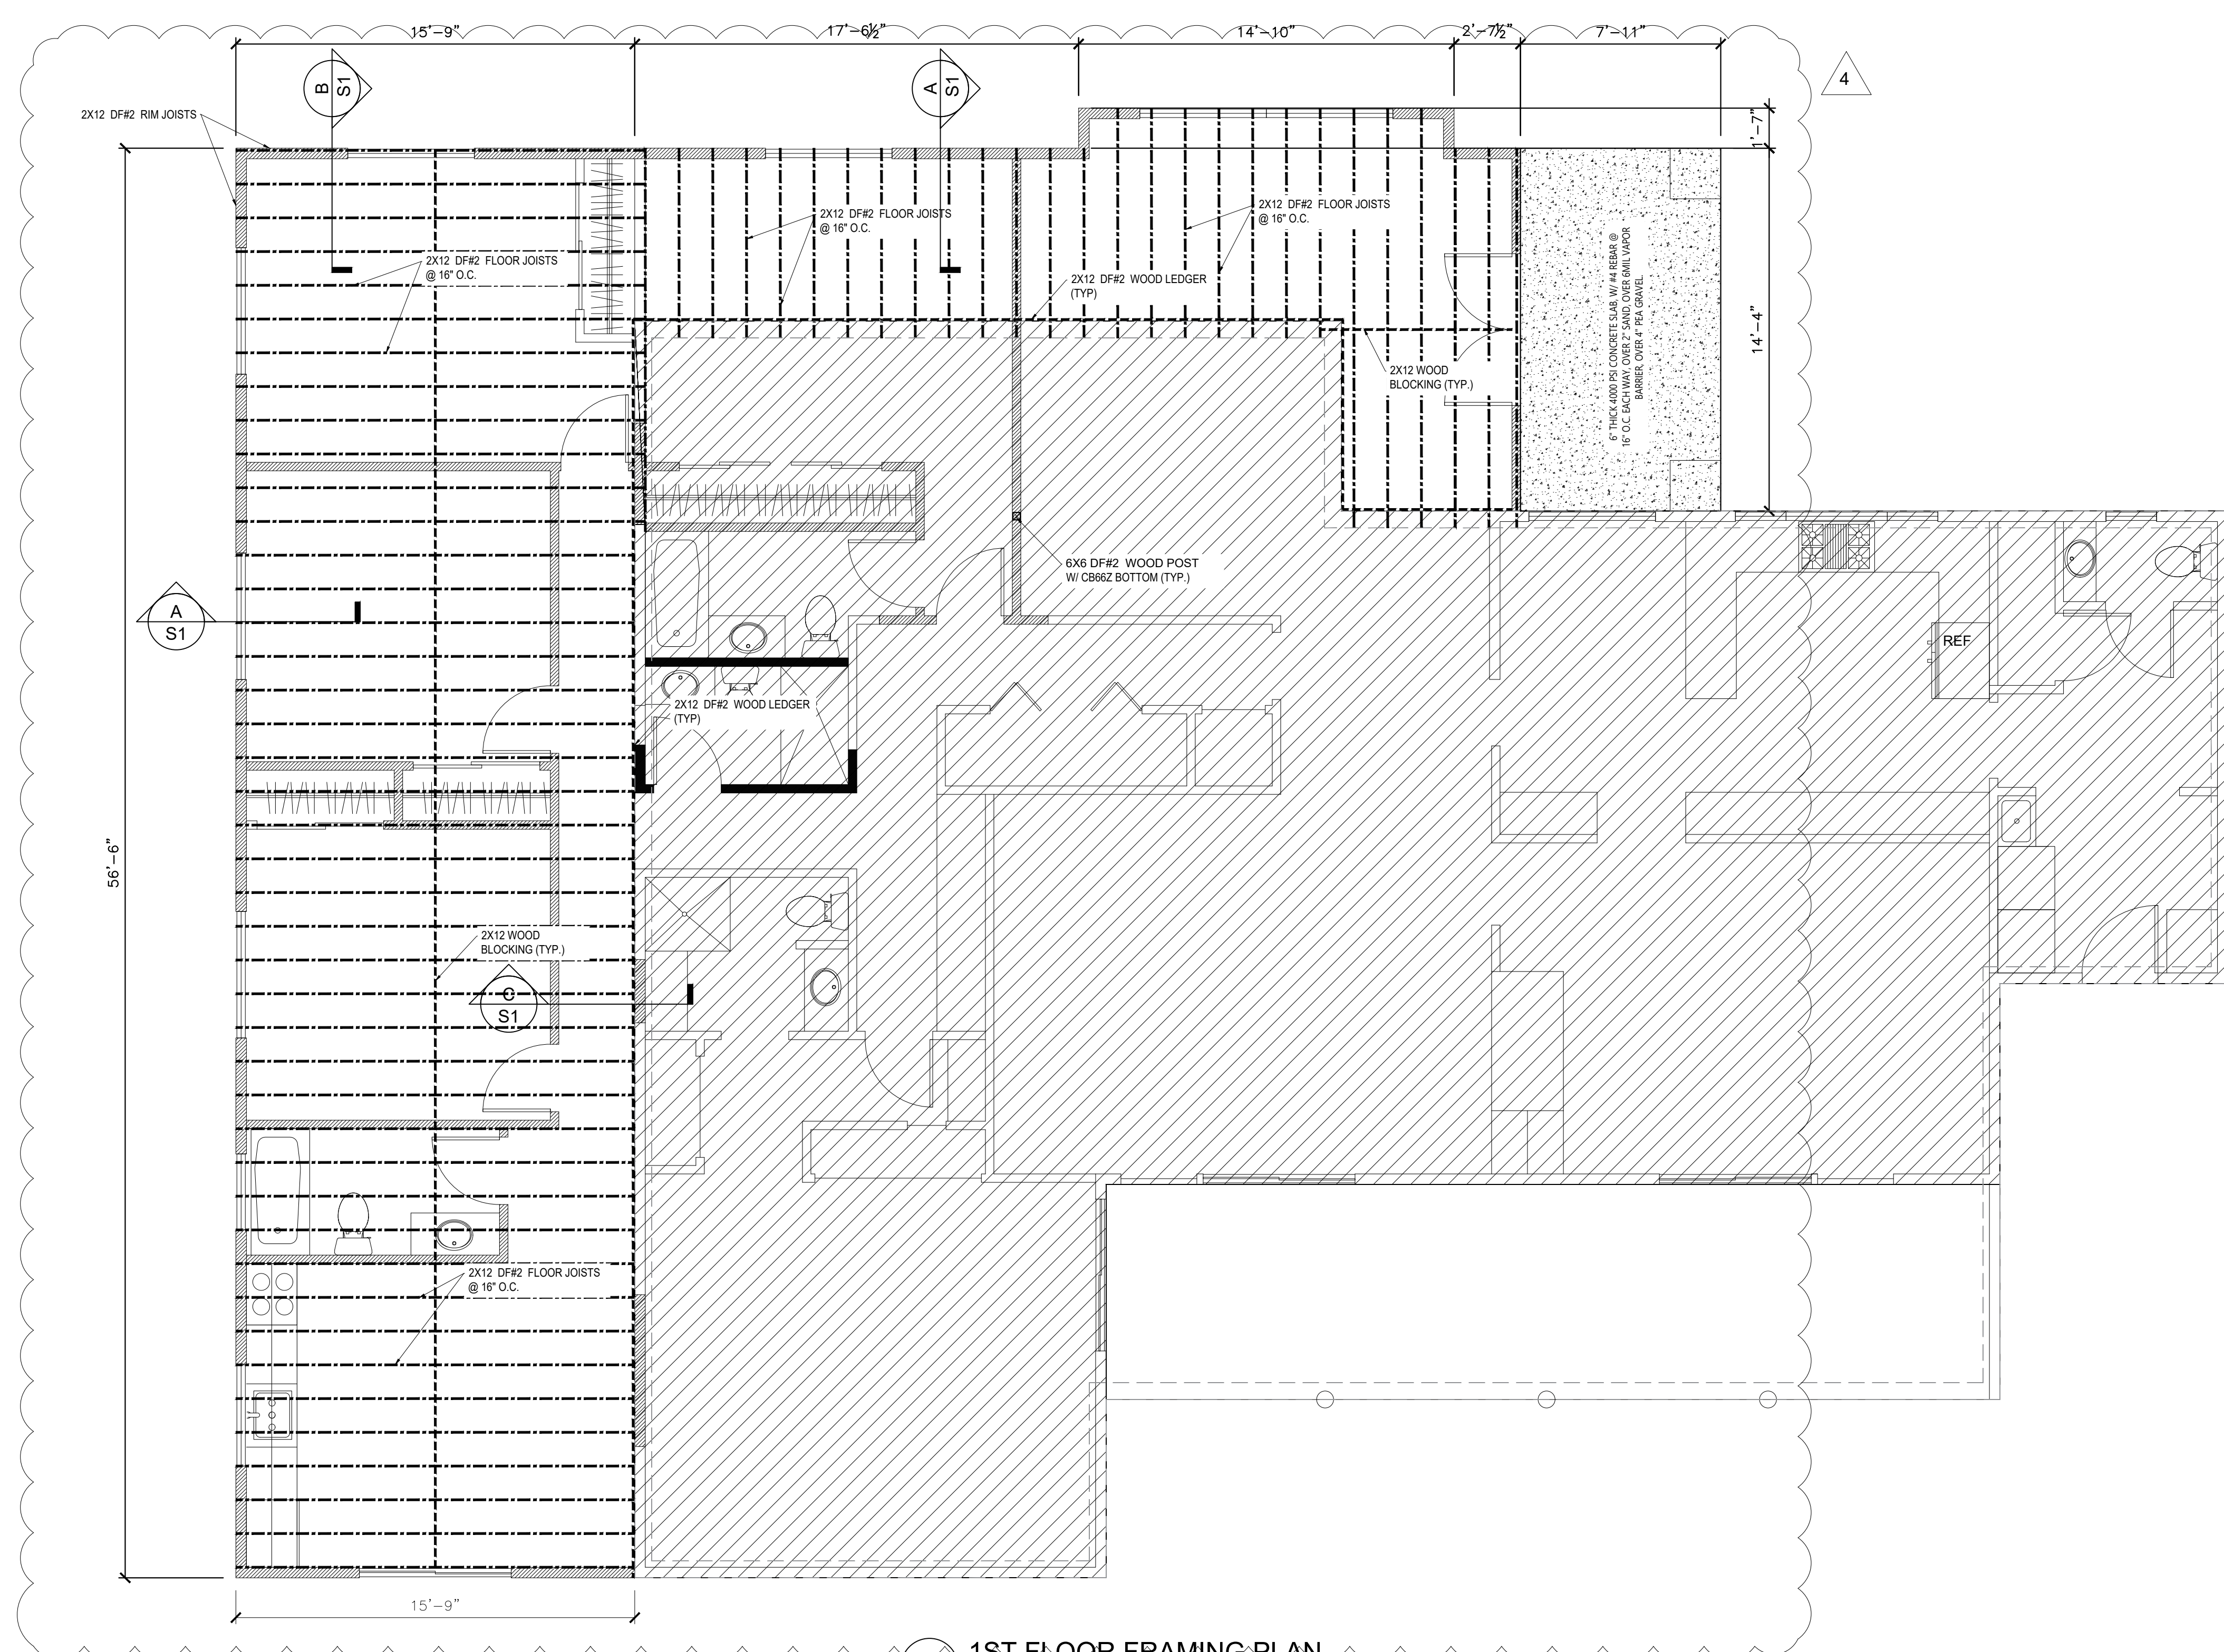 15'-9"
17'-6½"
14'-10"
2'-7½"
7'-11"
4
B
S1
A
S1
2X12 DF#2 RIM JOISTS
1'-7"
2X12 DF#2 FLOOR JOISTS
@ 16" O.C.
2X12 DF#2 FLOOR JOISTS
@ 16" O.C.
2X12 DF#2 FLOOR JOISTS
@ 16" O.C.
2X12 DF#2 WOOD LEDGER
(TYP)
6" THICK 4000 PSI CONCRETE SLAB, W/ #4 REBAR @
16" O.C. EACH WAY, OVER 2" SAND, OVER 6MIL VAPOR
BARRIER, OVER 4" PEA GRAVEL.
14'-4"
2X12 WOOD
BLOCKING (TYP.)
6X6 DF#2 WOOD POST
W/ CB66Z BOTTOM (TYP.)
A
S1
REF
2X12 DF#2 WOOD LEDGER
(TYP)
56'-6"
2X12 WOOD
BLOCKING (TYP.)
C
S1
2X12 DF#2 FLOOR JOISTS
@ 16" O.C.
15'-9"
1ST FLOOR FRAMING PLAN